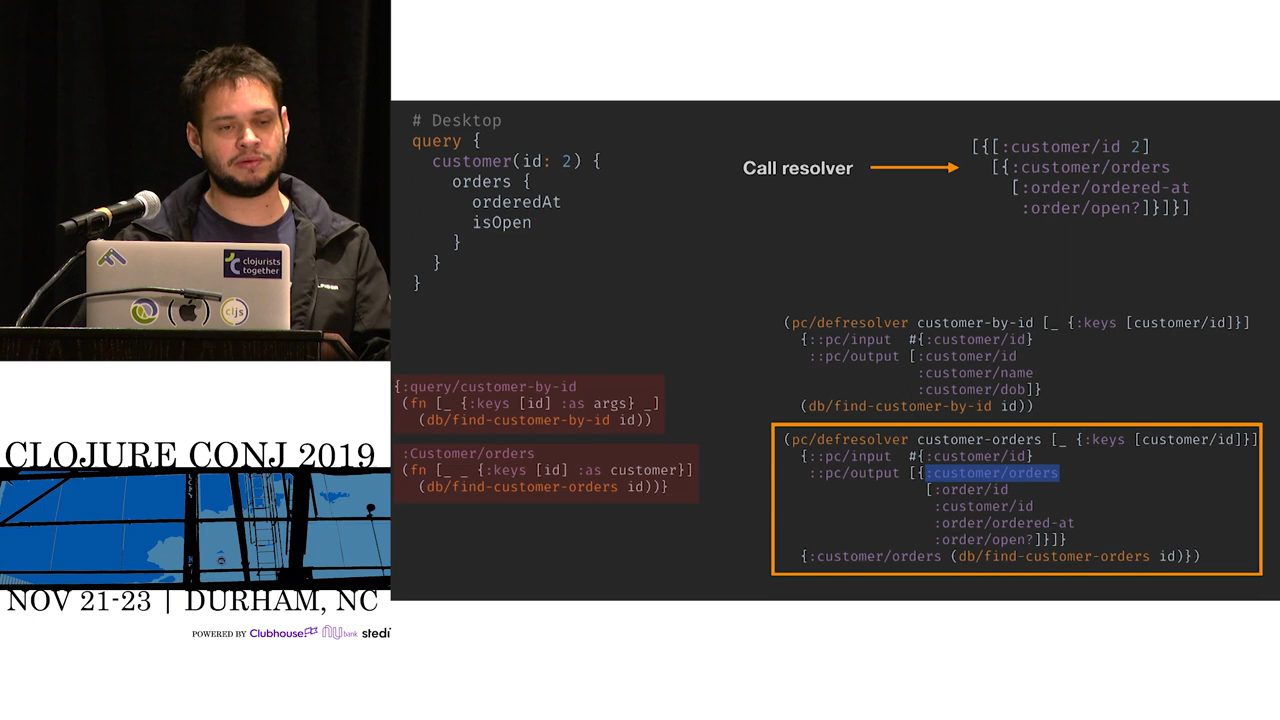 clojurists
together
cljs
CLOJURE CONJ 2019
NOV 21-23 | DURHAM, NC
POWERED BY Clubhouse nu bank stedi
# Desktop
query {
customer(id: 2) {
orders {
orderedAt
isOpen
}
}
}
Call resolver
[{[:customer/id 2]
[{:customer/orders
[:order/ordered-at
:order/open?]}]}]
{:query/customer-by-id
(fn [_ {:keys [id] :as args} _]
(db/find-customer-by-id id))
:Customer/orders
(fn [_ _ {:keys [id] :as customer}]
(db/find-customer-orders id))}
(pc/defresolver customer-by-id [_ {:keys [customer/id]}]
{::pc/input #{:customer/id}
::pc/output [:customer/id
:customer/name
:customer/dob]}
(db/find-customer-by-id id))
(pc/defresolver customer-orders [_ {:keys [customer/id]}]
{::pc/input #{:customer/id}
::pc/output [{:customer/orders
[:order/id
:customer/id
:order/ordered-at
:order/open?]}]}
{:customer/orders (db/find-customer-orders id)})